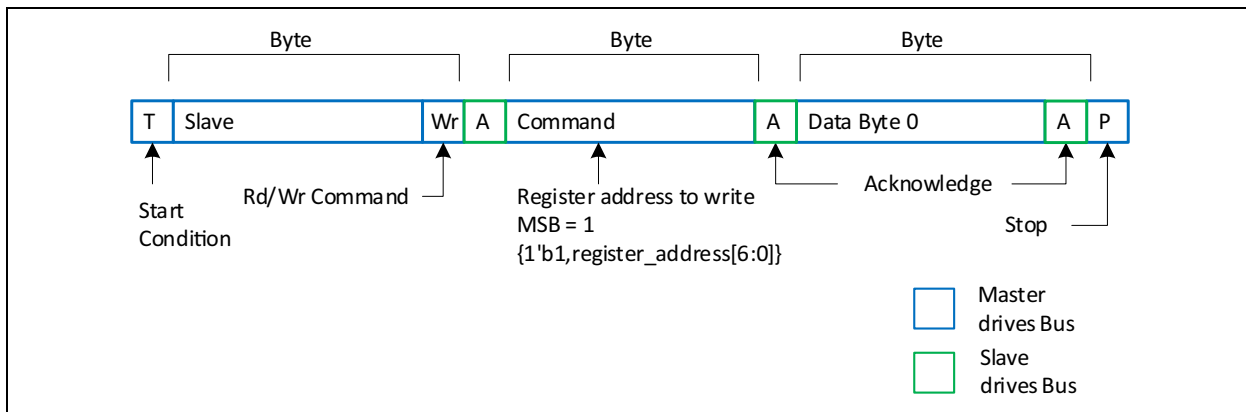 Byte Byte Byte
T Slave Wr A Command A Data Byte 0 A P
Start
Condition
Rd/Wr Command
Register address to write
MSB = 1
{1'b1,register_address[6:0]}
Acknowledge
Stop
Master
drives Bus
Slave
drives Bus